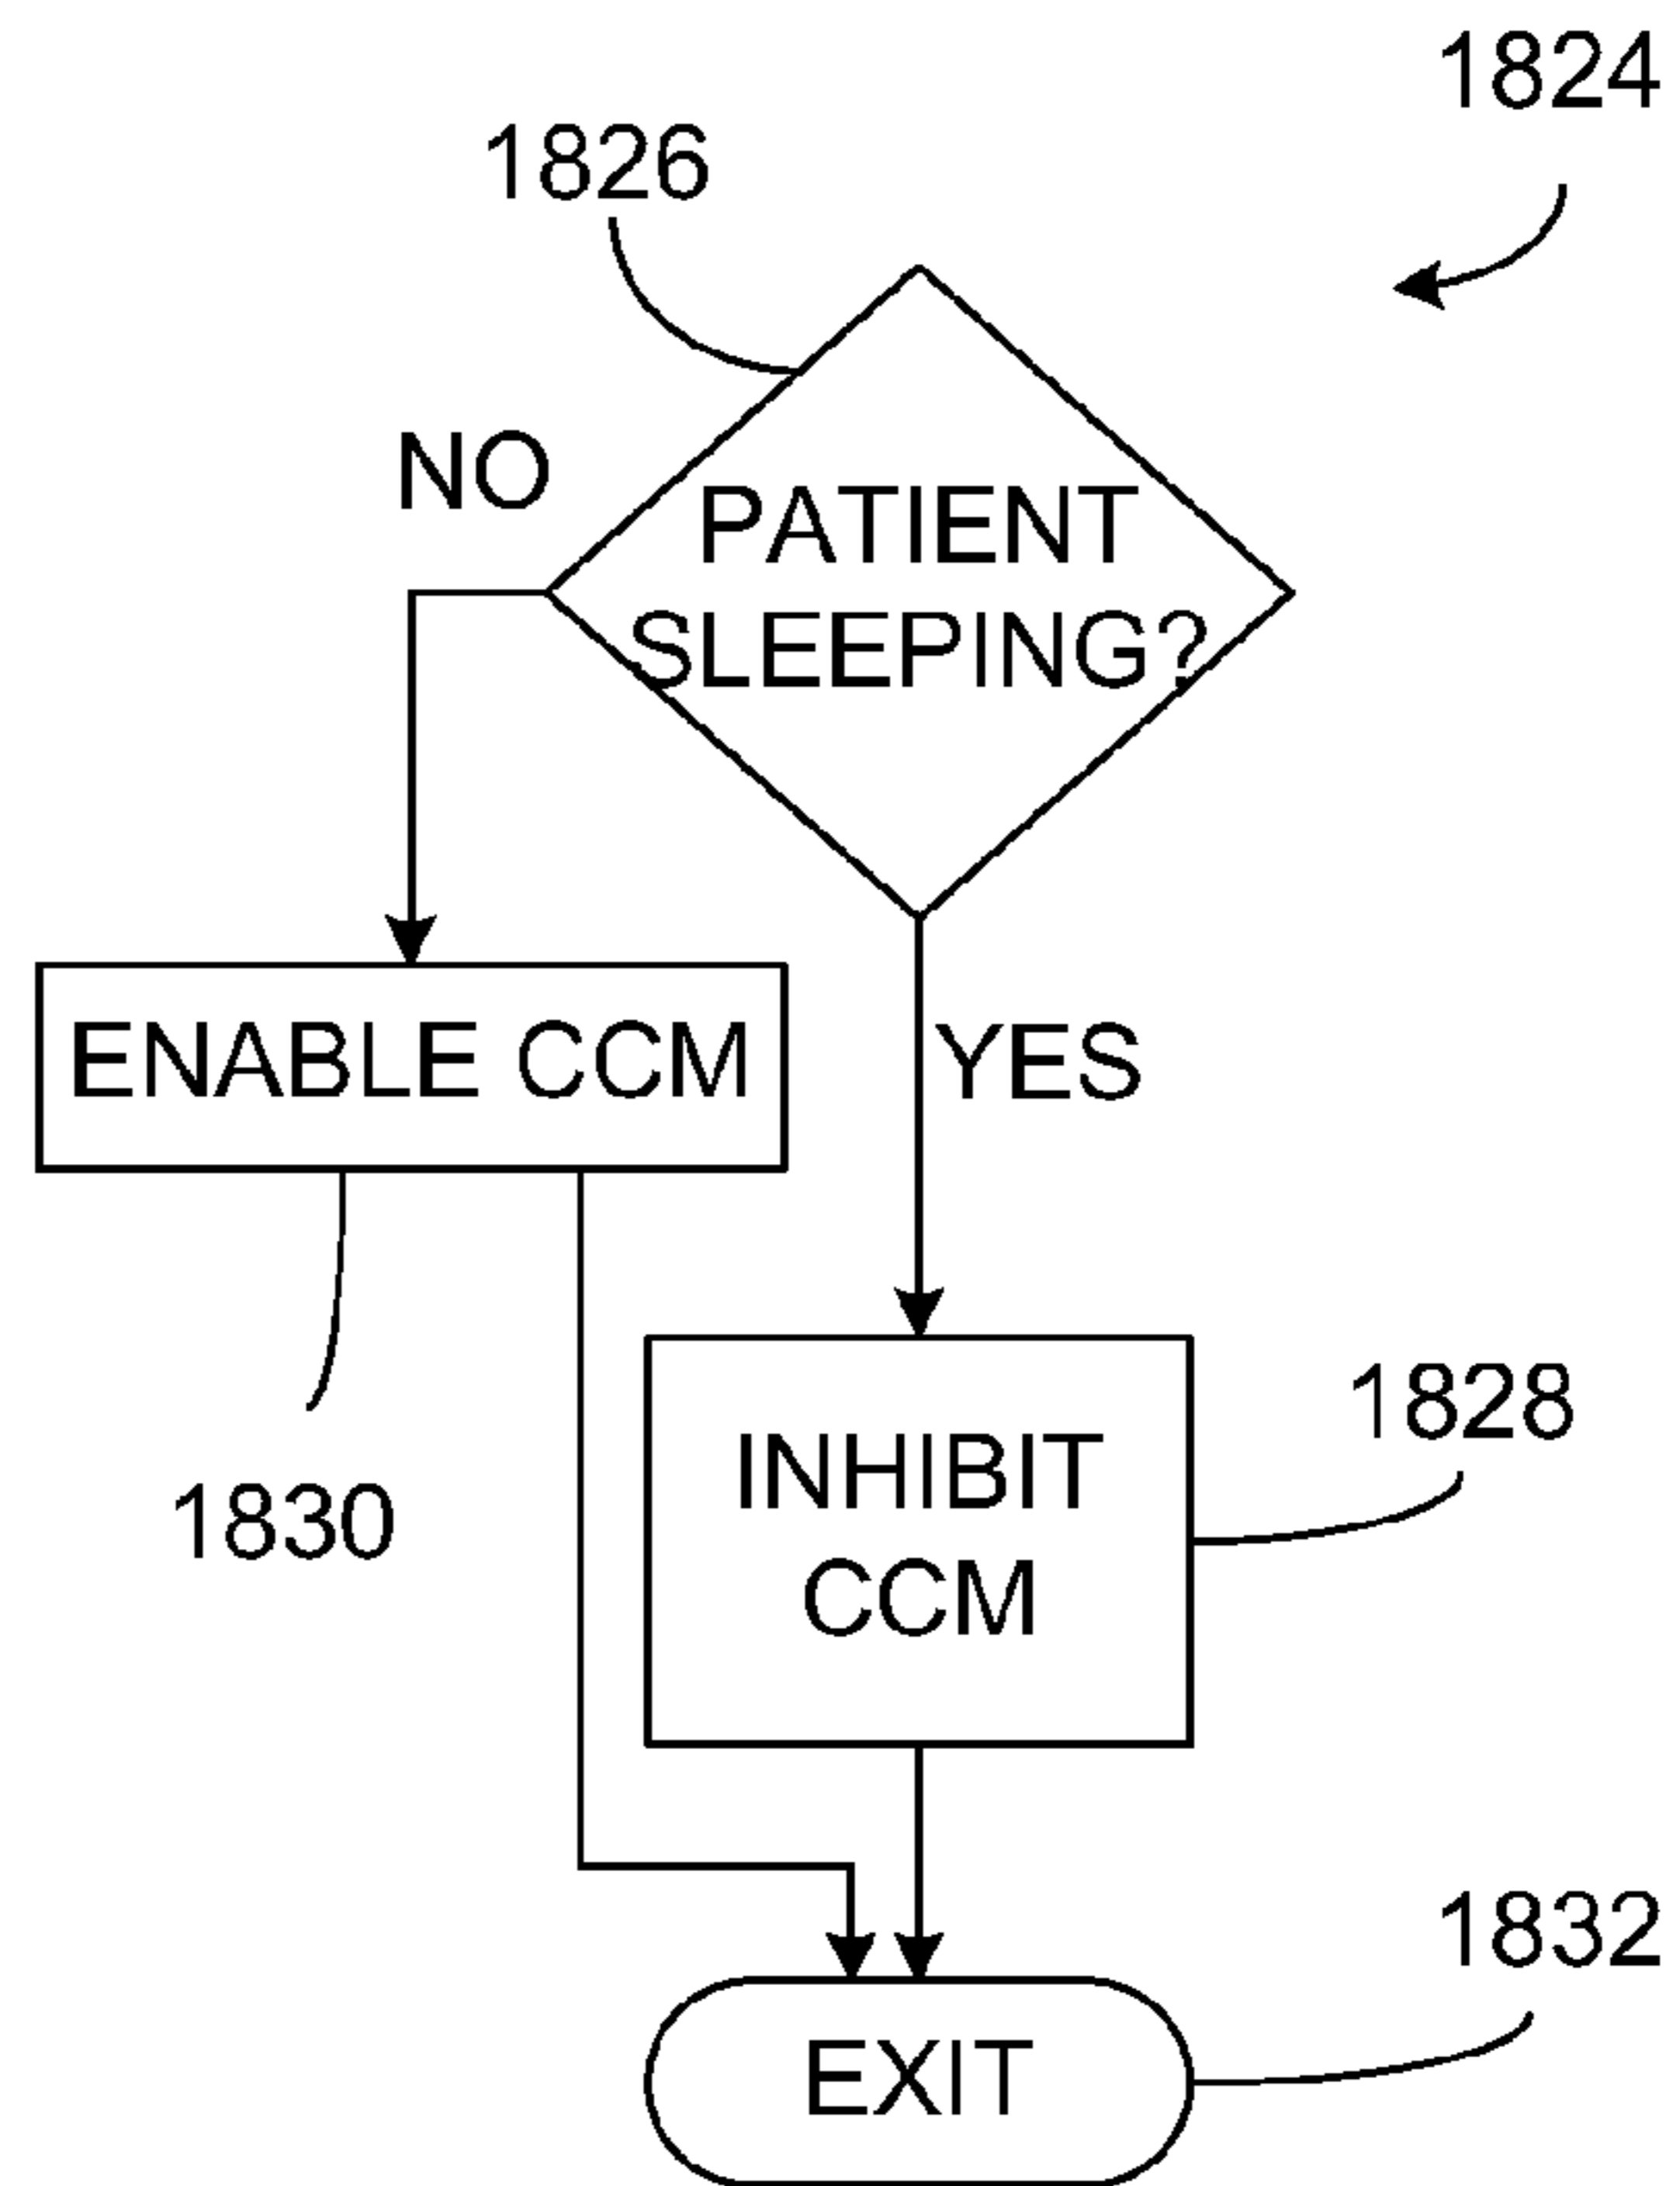 1824
1826
NO
PATIENT
SLEEPING?
ENABLE CCM
YES
1828
INHIBIT
CCM
1830
1832
EXIT